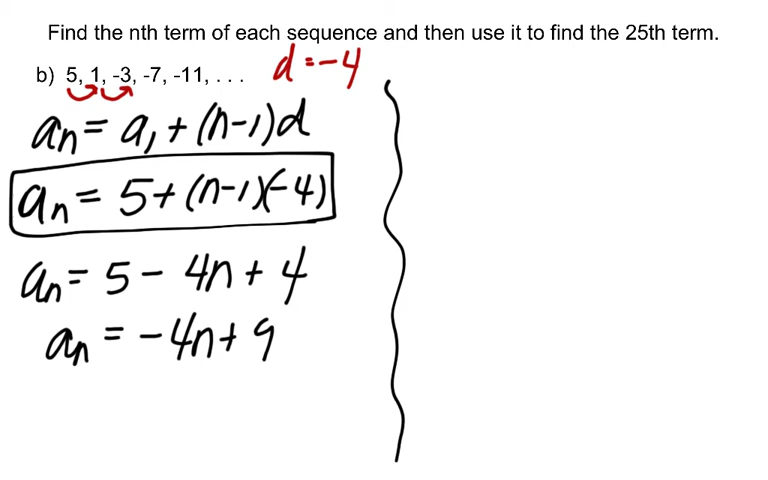 Find the nth term of each sequence and then use it to find the 25th term.
b) 5, 1, -3, -7, -11, . . . d = -4
an = a1 + (n-1)d
an = 5 + (n-1)(-4)
an = 5 - 4n + 4
an = -4n + 9